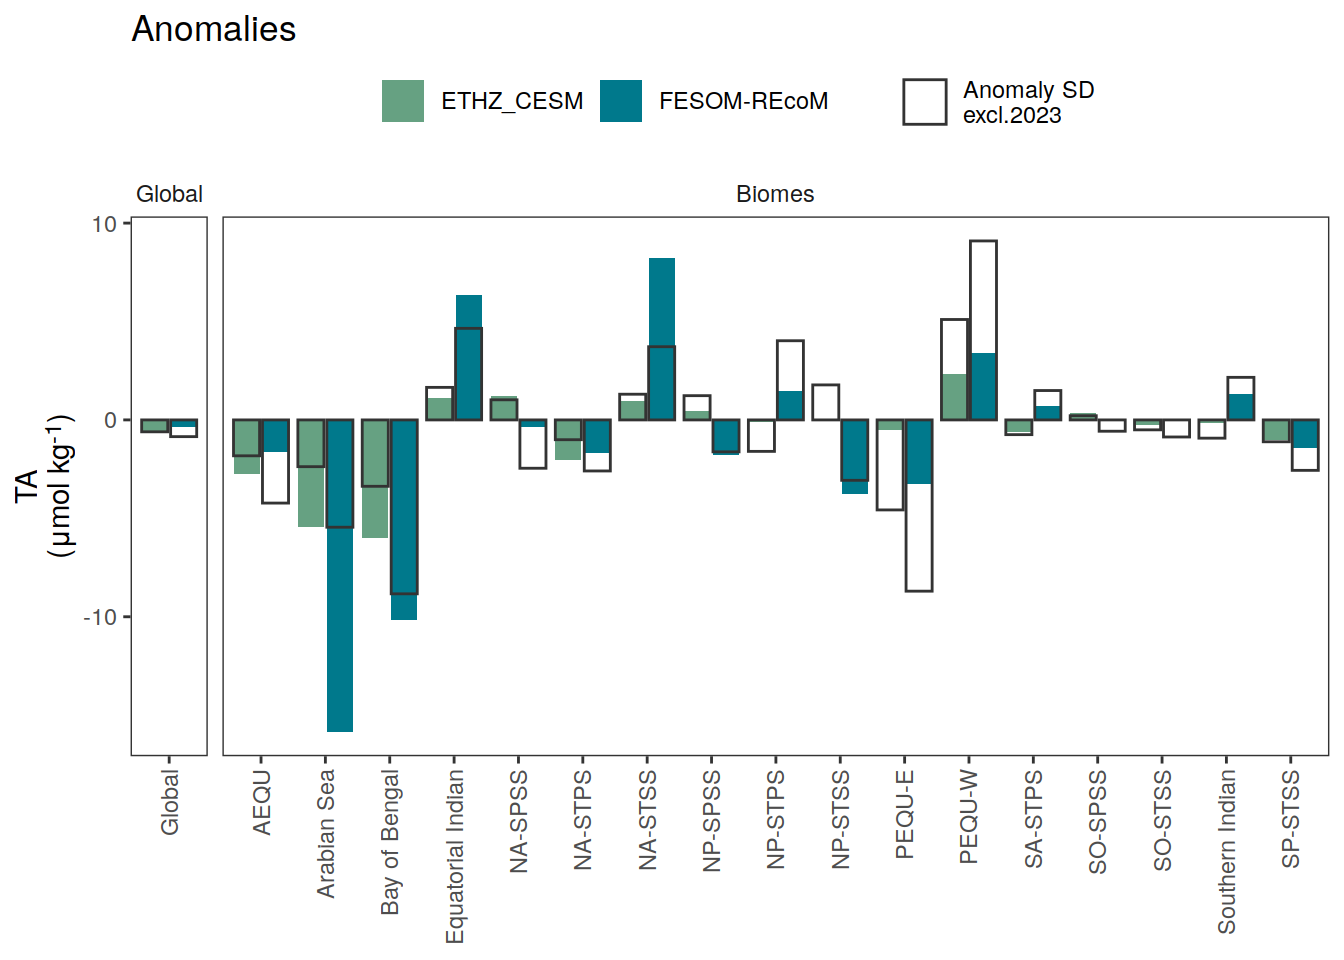 Anomalies
ETHZ_CESM
FESOM-REcoM
Anomaly SD
excl.2023
Global
Biomes
10
0
-10
TA
(μmol kg⁻¹)
Global
AEQU
Arabian Sea
Bay of Bengal
Equatorial Indian
NA-SPSS
NA-STPS
NA-STSS
NP-SPSS
NP-STPS
NP-STSS
PEQU-E
PEQU-W
SA-STPS
SO-SPSS
SO-STSS
Southern Indian
SP-STSS